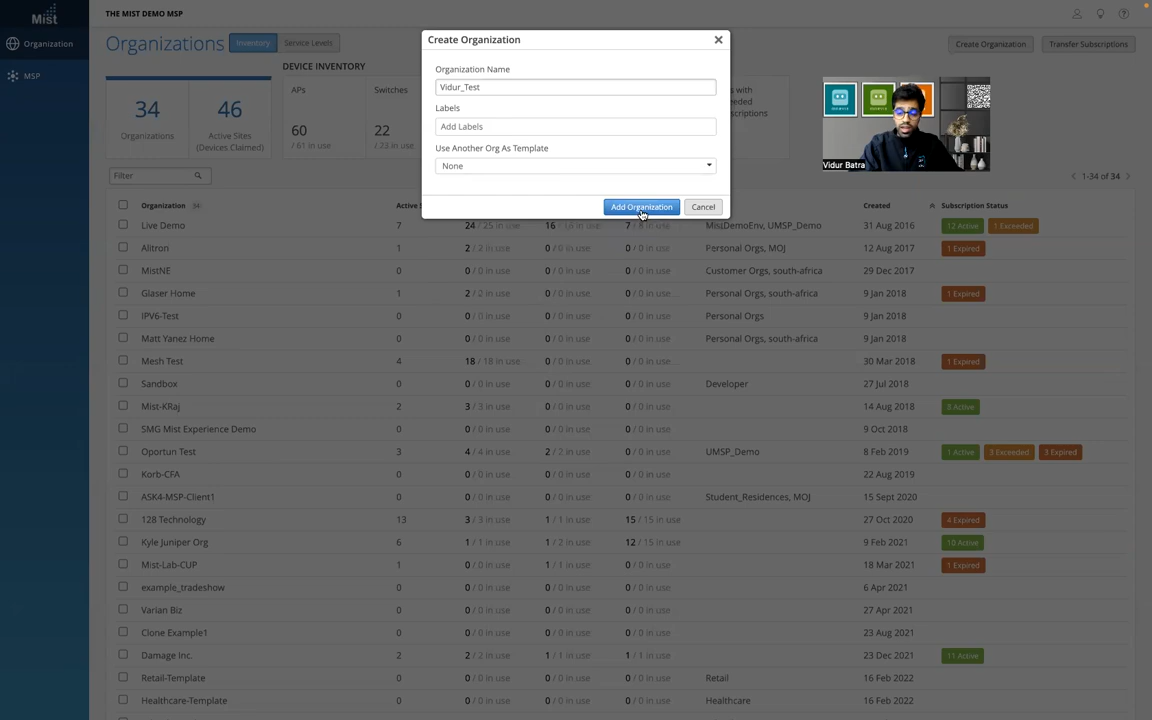 Mist
THE MIST DEMO MSP
Organization
MSP
Organizations
Inventory
Service Levels
Create Organization
Transfer Subscriptions
34
Organizations
46
Active Sites
(Devices Claimed)
DEVICE INVENTORY
APs
60
/ 61 in use
Switches
22
/ 23 in use
s with
eeded
scriptions
Create Organization
Organization Name
Vidur_Test
Labels
Add Labels
Use Another Org As Template
None
Add Organization
Cancel
Vidur Batra
Filter
1-34 of 34
Organization 34 Active S Created Subscription Status
Live Demo 7 24 / 25 in use 16 / in use 7 / 8 in use MistDemoEnv, UMSP_Demo 31 Aug 2016 12 Active 1 Exceeded
Alitron 1 2 / 2 in use 0 / 0 in use 0 / 0 in use Personal Orgs, MOJ 12 Aug 2017 1 Expired
MistNE 0 0 / 0 in use 0 / 0 in use 0 / 0 in use Customer Orgs, south-africa 29 Dec 2017
Glaser Home 1 2 / 2 in use 0 / 0 in use 0 / 0 in use Personal Orgs, south-africa 9 Jan 2018 1 Expired
IPV6-Test 0 0 / 0 in use 0 / 0 in use 0 / 0 in use Personal Orgs 9 Jan 2018
Matt Yanez Home 0 0 / 0 in use 0 / 0 in use 0 / 0 in use Personal Orgs, south-africa 9 Jan 2018
Mesh Test 4 18 / 18 in use 0 / 0 in use 0 / 0 in use 30 Mar 2018 1 Expired
Sandbox 0 0 / 0 in use 0 / 0 in use 0 / 0 in use Developer 27 Jul 2018
Mist-KRaj 2 3 / 3 in use 0 / 0 in use 0 / 0 in use 14 Aug 2018 3 Active
SMG Mist Experience Demo 0 0 / 0 in use 0 / 0 in use 0 / 0 in use 9 Oct 2018
Oportun Test 3 4 / 4 in use 2 / 2 in use 0 / 0 in use UMSP_Demo 8 Feb 2019 1 Active 3 Exceeded 3 Expired
Korb-CFA 0 0 / 0 in use 0 / 0 in use 0 / 0 in use 22 Aug 2019
ASK4-MSP-Client1 0 0 / 0 in use 0 / 0 in use 0 / 0 in use Student_Residences, MOJ 15 Sept 2020
128 Technology 13 3 / 3 in use 1 / 1 in use 15 / 15 in use 27 Oct 2020 4 Expired
Kyle Juniper Org 6 1 / 1 in use 1 / 2 in use 12 / 15 in use 9 Feb 2021 10 Active
Mist-Lab-CUP 1 0 / 0 in use 1 / 1 in use 0 / 0 in use 18 Mar 2021 1 Expired
example_tradeshow 0 0 / 0 in use 0 / 0 in use 0 / 0 in use 6 Apr 2021
Varian Biz 0 0 / 0 in use 0 / 0 in use 0 / 0 in use 27 Apr 2021
Clone Example1 0 0 / 0 in use 0 / 0 in use 0 / 0 in use 23 Aug 2021
Damage Inc. 2 2 / 2 in use 1 / 1 in use 1 / 1 in use 23 Dec 2021 11 Active
Retail-Template 0 0 / 0 in use 0 / 0 in use 0 / 0 in use Retail 16 Feb 2022
Healthcare-Template 0 0 / 0 in use 0 / 0 in use 0 / 0 in use Healthcare 16 Feb 2022